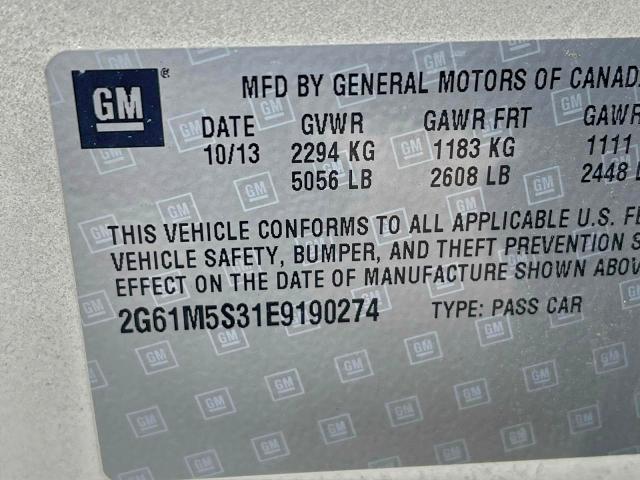 GM ® MFD BY GENERAL MOTORS OF CANAD
DATE GVWR GAWR FRT GAWR
10/13 2294 KG 1183 KG 1111
5056 LB 2608 LB 2448 L
THIS VEHICLE CONFORMS TO ALL APPLICABLE U.S. FE
VEHICLE SAFETY, BUMPER, AND THEFT PREVENTION S
EFFECT ON THE DATE OF MANUFACTURE SHOWN ABOV
2G61M5S31E9190274 TYPE: PASS CAR